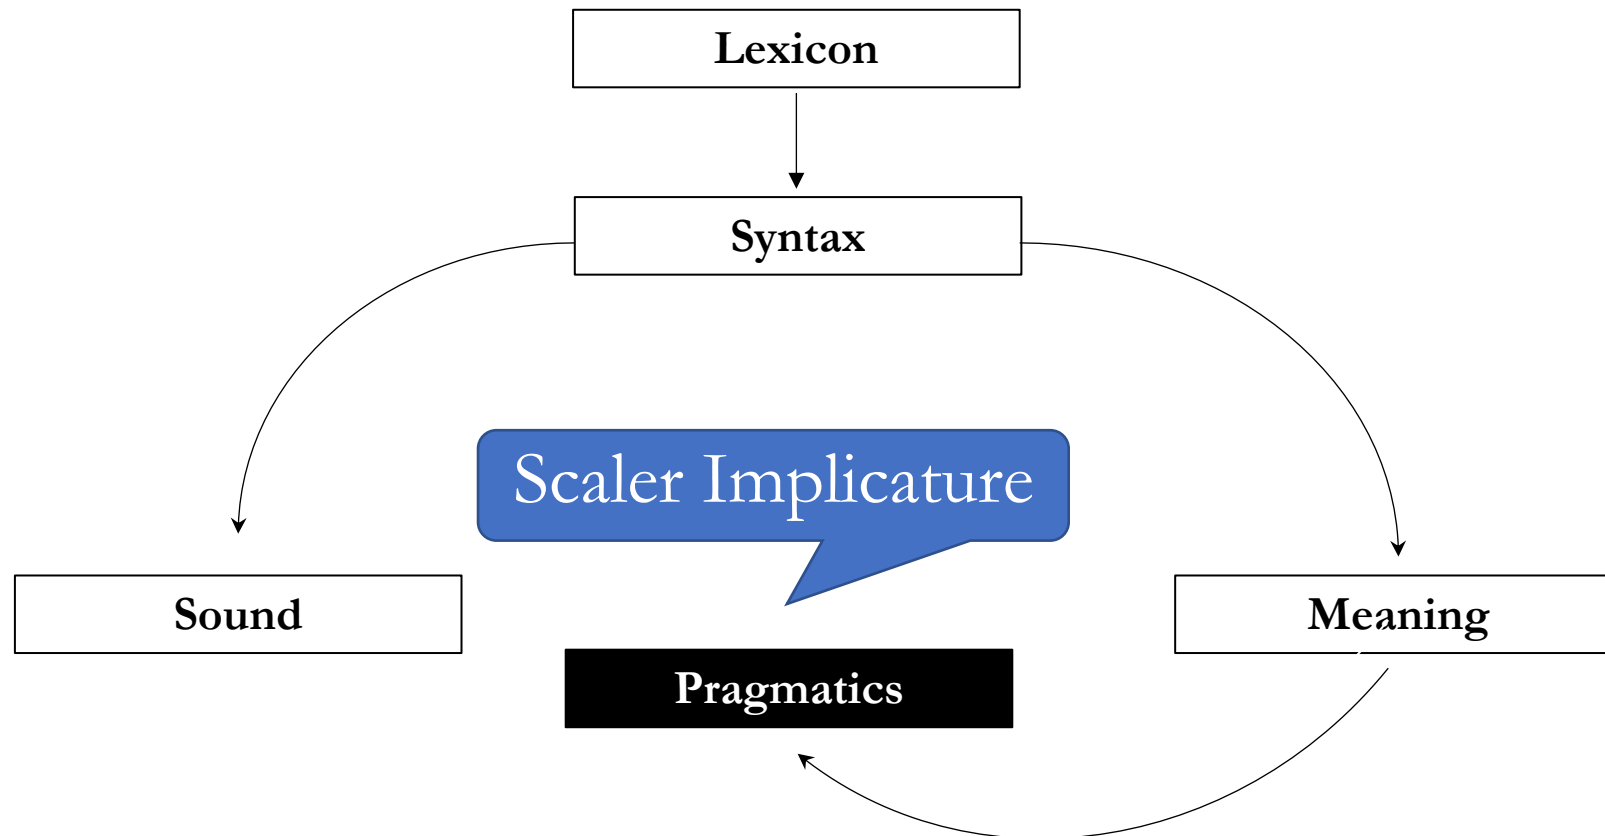 Lexicon
Syntax
Scaler Implicature
Sound
Meaning
Pragmatics